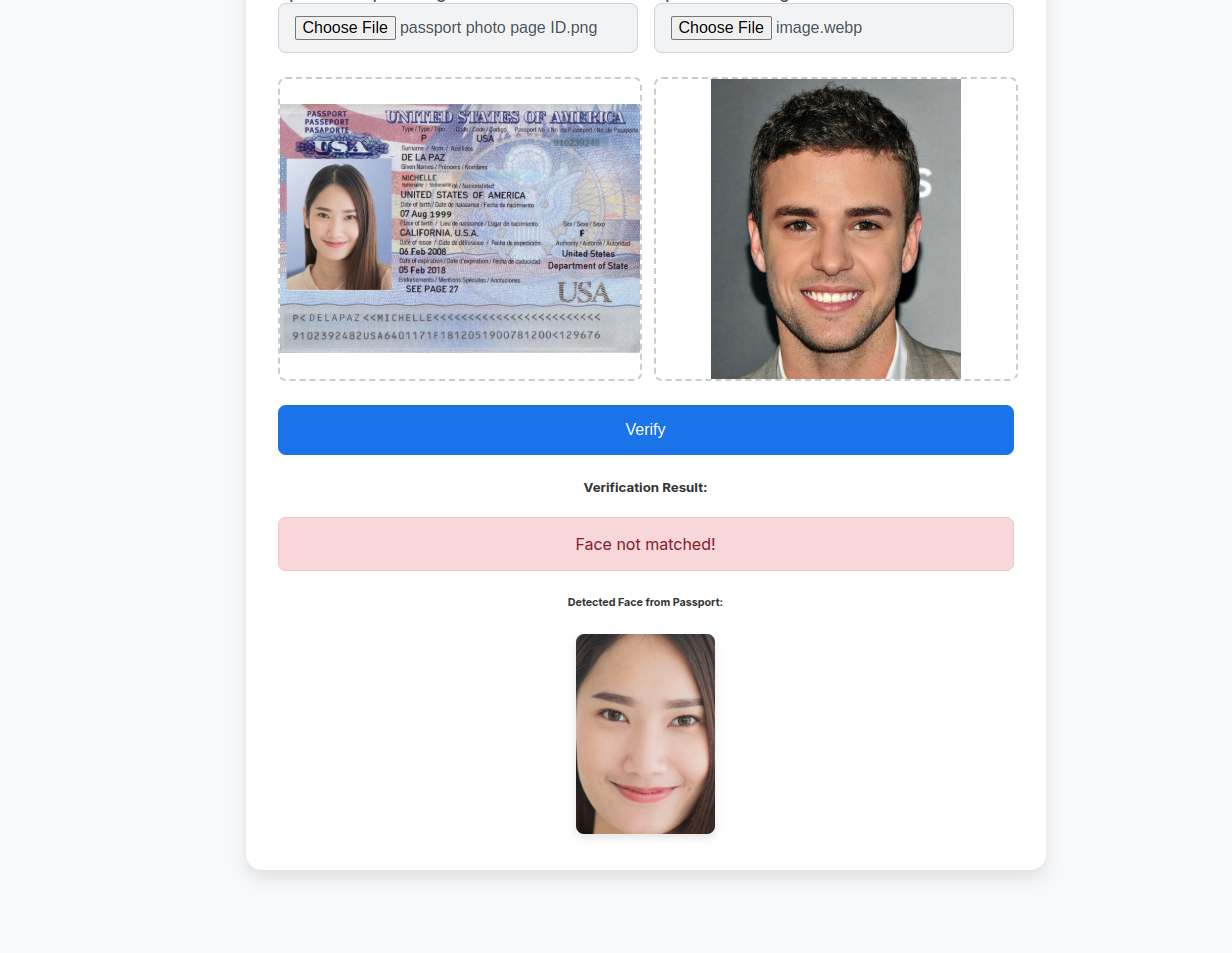 Choose File passport photo page ID.png
Choose File image.webp
PASSPORT
PASSEPORT
PASAPORTE
USA
UNITED STATES OF AMERICA
Type / Type / Tipo
Code / Code / Codigo
Passport No. / No. de Passeport / No. de Pasaporte
P
USA
910239248
Surname / Nom / Apellidos
DE LA PAZ
Given Names / Prénoms / Nombres
MICHELLE
Nationality / Nationalité / Nacionalidad
UNITED STATES OF AMERICA
Date of birth / Date de naissance / Fecha de nacimiento
07 Aug 1999
Place of birth / Lieu de naissance / Lugar de nacimiento
CALIFORNIA, U.S.A.
Sex / Sexe / Sexo
F
Date of issue / Date de délivrance / Fecha de expedición
06 Feb 2008
Authority / Autorité / Autoridad
United States
Department of State
Date of expiration / Date d'expiration / Fecha de caducidad
05 Feb 2018
Endorsements / Mentions Spéciales / Anotaciones
SEE PAGE 27
USA
P<DELAPAZ<<MICHELLE<<<<<<<<<<<<<<<<<<<<<<<<
9102392482USA6401171F1812051900781200<129676
S
Verify
Verification Result:
Face not matched!
Detected Face from Passport: